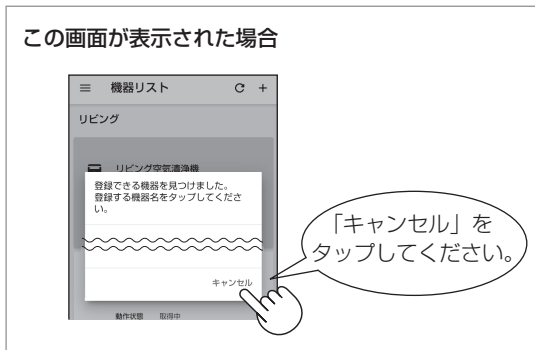 この画面が表示された場合
機器リスト
リビング
リビング空気清浄機
登録できる機器を見つけました。
登録する機器名をタップしてくださ
い。
キャンセル
動作状態 取得中
「キャンセル」を
タップしてください。